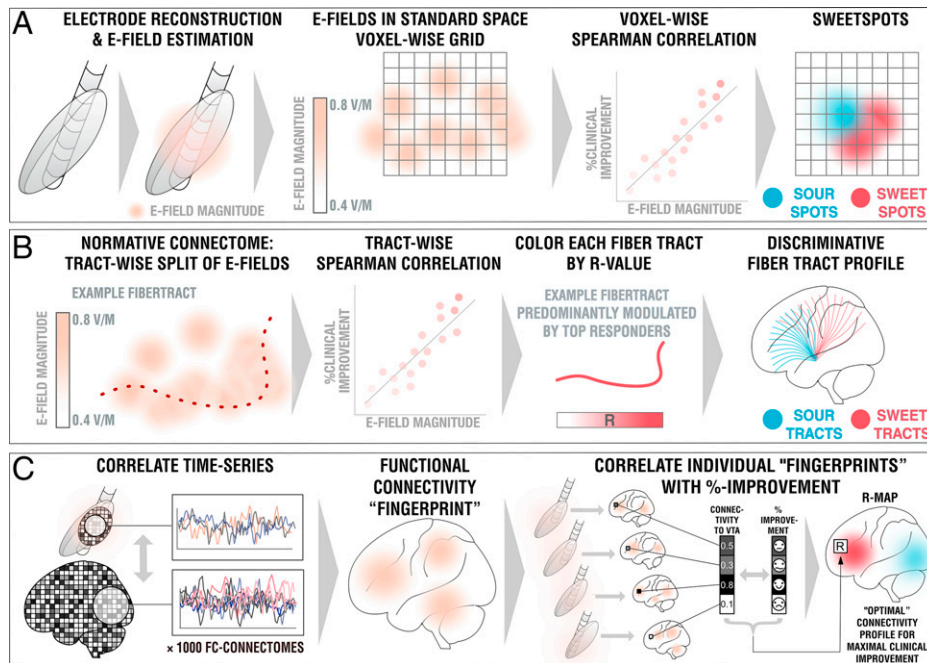 A
ELECTRODE RECONSTRUCTION
& E-FIELD ESTIMATION
E-FIELD MAGNITUDE
E-FIELDS IN STANDARD SPACE
VOXEL-WISE GRID
E-FIELD MAGNITUDE
0.8 V/M
0.4 V/M
VOXEL-WISE
SPEARMAN CORRELATION
%CLINICAL
IMPROVEMENT
E-FIELD MAGNITUDE
SWEETSPOTS
SOUR
SPOTS
SWEET
SPOTS
B
NORMATIVE CONNECTOME:
TRACT-WISE SPLIT OF E-FIELDS
EXAMPLE FIBERTRACT
E-FIELD MAGNITUDE
0.8 V/M
0.4 V/M
TRACT-WISE
SPEARMAN CORRELATION
%CLINICAL
IMPROVEMENT
E-FIELD MAGNITUDE
COLOR EACH FIBER TRACT
BY R-VALUE
EXAMPLE FIBERTRACT
PREDOMINANTLY MODULATED
BY TOP RESPONDERS
R
DISCRIMINATIVE
FIBER TRACT PROFILE
SOUR
TRACTS
SWEET
TRACTS
C
CORRELATE TIME-SERIES
× 1000 FC-CONNECTOMES
FUNCTIONAL
CONNECTIVITY
"FINGERPRINT"
CORRELATE INDIVIDUAL "FINGERPRINTS"
WITH %-IMPROVEMENT
CONNEC-
TIVITY
TO VTA
0.5
0.3
0.8
0.1
%
IMPROVE-
MENT
R-MAP
R
"OPTIMAL"
CONNECTIVITY
PROFILE FOR
MAXIMAL CLINICAL
IMPROVEMENT